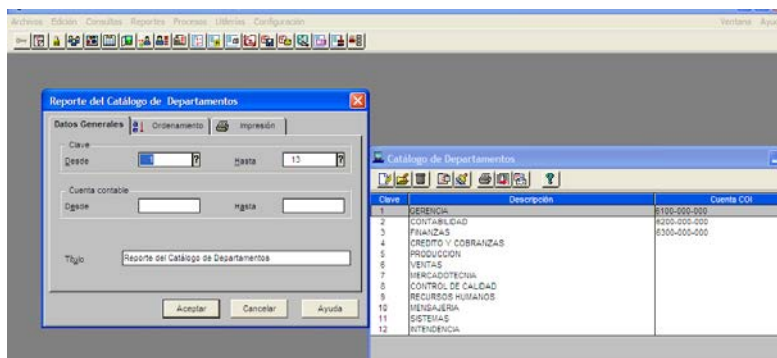 Archivos Edición Consultas Reportes Procesos Utilerias Configuración Ventana
Reporte del Catálogo de Departamentos
Datos Generales Ordenamiento Impresión
Clave
Desde 1 ? Hasta 13 ?
Cuenta contable
Desde Hasta
Título Reporte del Catálogo de Departamentos
Aceptar Cancelar Ayuda
Catálogo de Departamentos
Clave Descripción Cuenta COI
1 GERENCIA 6100-000-000
2 CONTABILIDAD 6200-000-000
3 FINANZAS 6300-000-000
4 CREDITO Y COBRANZAS
5 PRODUCCION
6 VENTAS
7 MERCADOTECNIA
8 CONTROL DE CALIDAD
9 RECURSOS HUMANOS
10 MENSAJERIA
11 SISTEMAS
12 INTENDENCIA